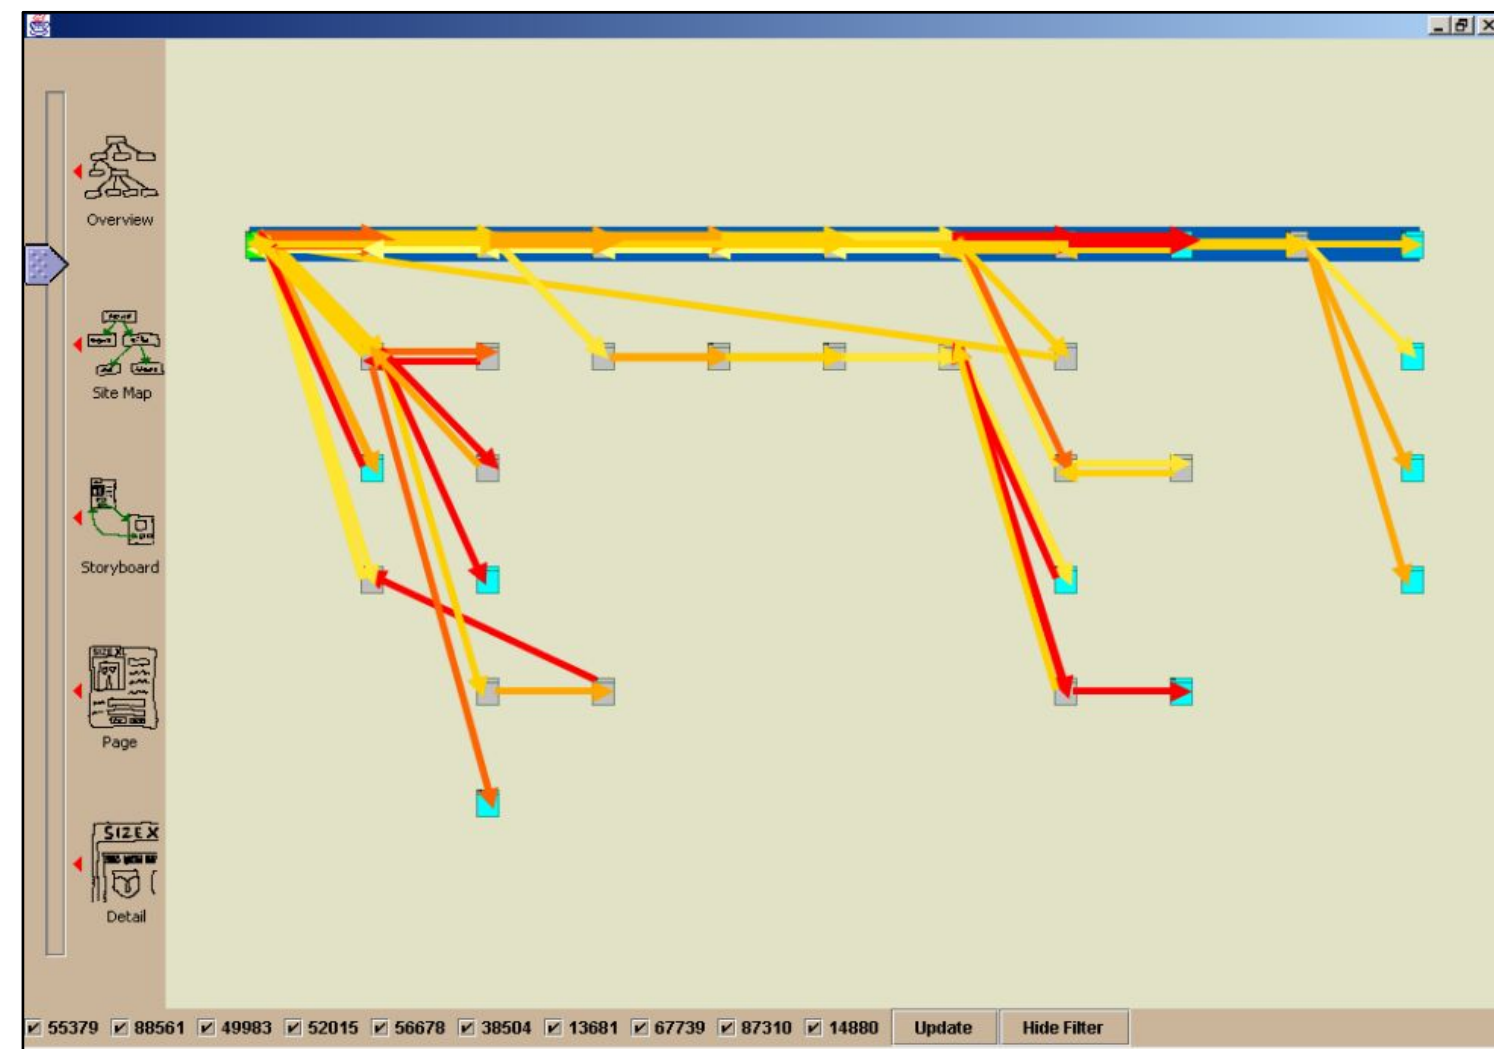 Overview
Site Map
Storyboard
SIZE X
Page
SIZE X
Detail
55379 88561 49983 52015 56678 38504 13681 67739 87310 14880 Update Hide Filter